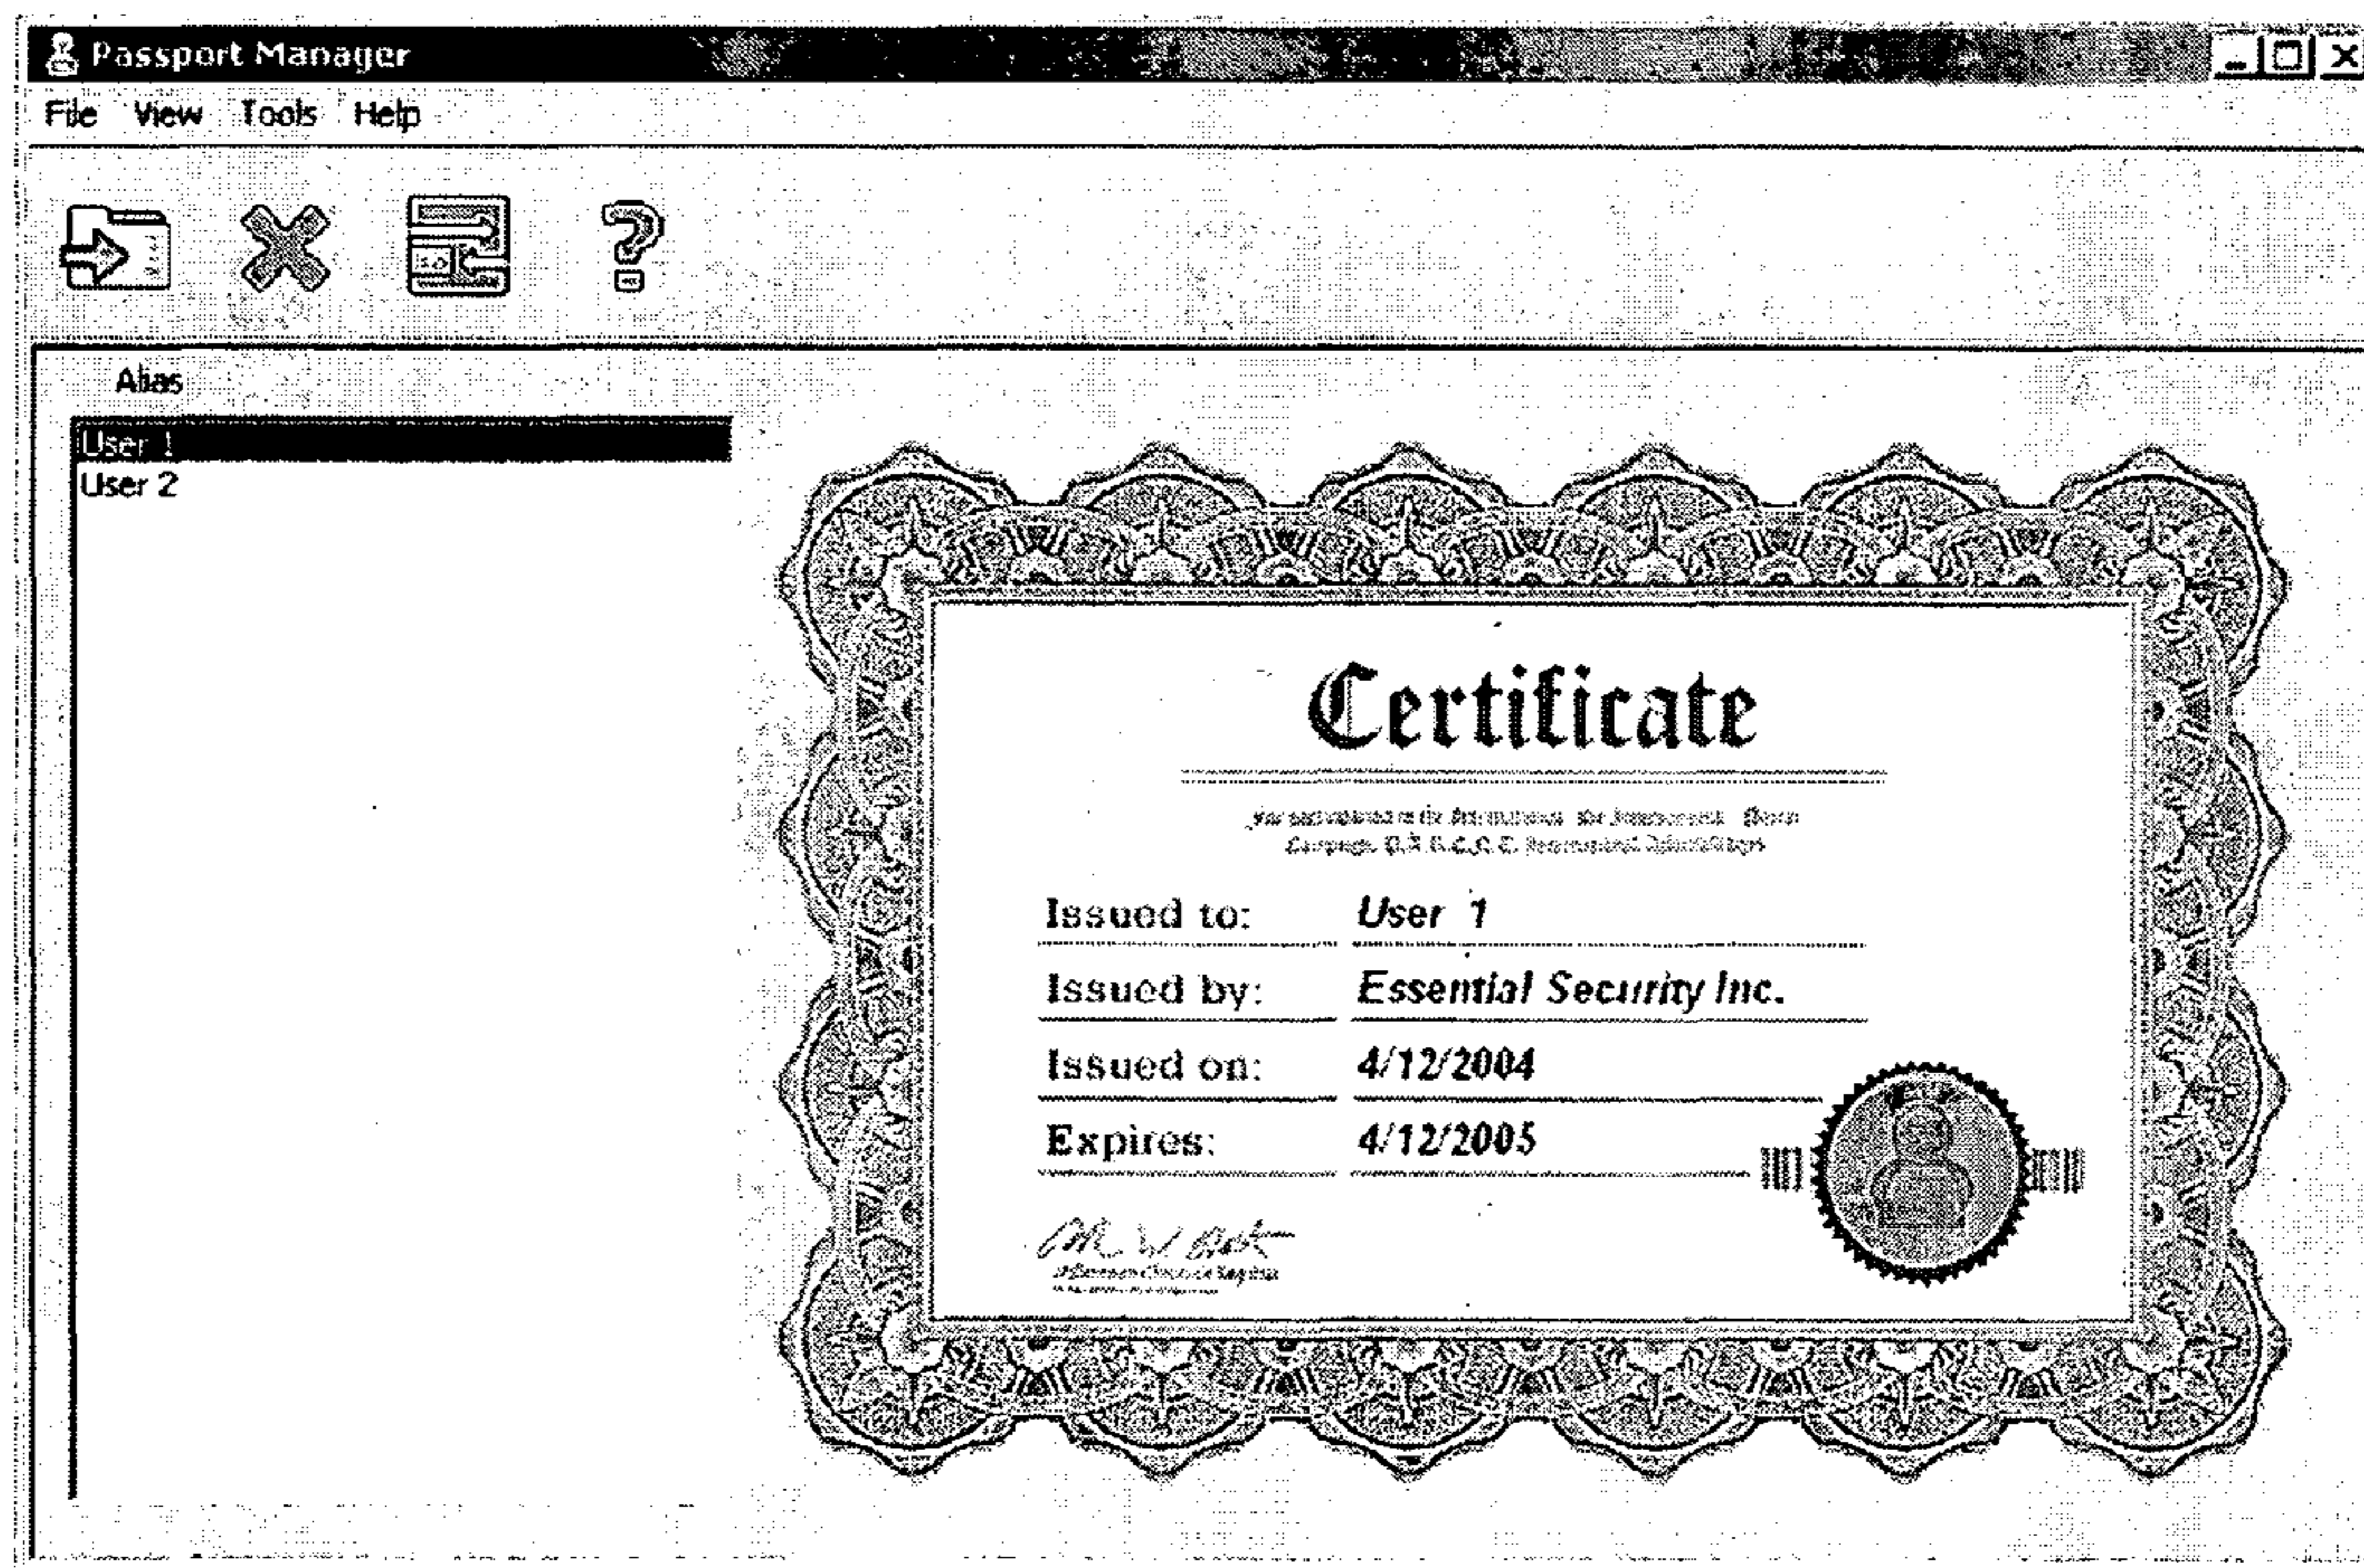 Passport Manager
File View Tools Help
Alias
User 1
User 2
Certificate
Issued to: User 1
Issued by: Essential Security Inc.
Issued on: 4/12/2004
Expires: 4/12/2005